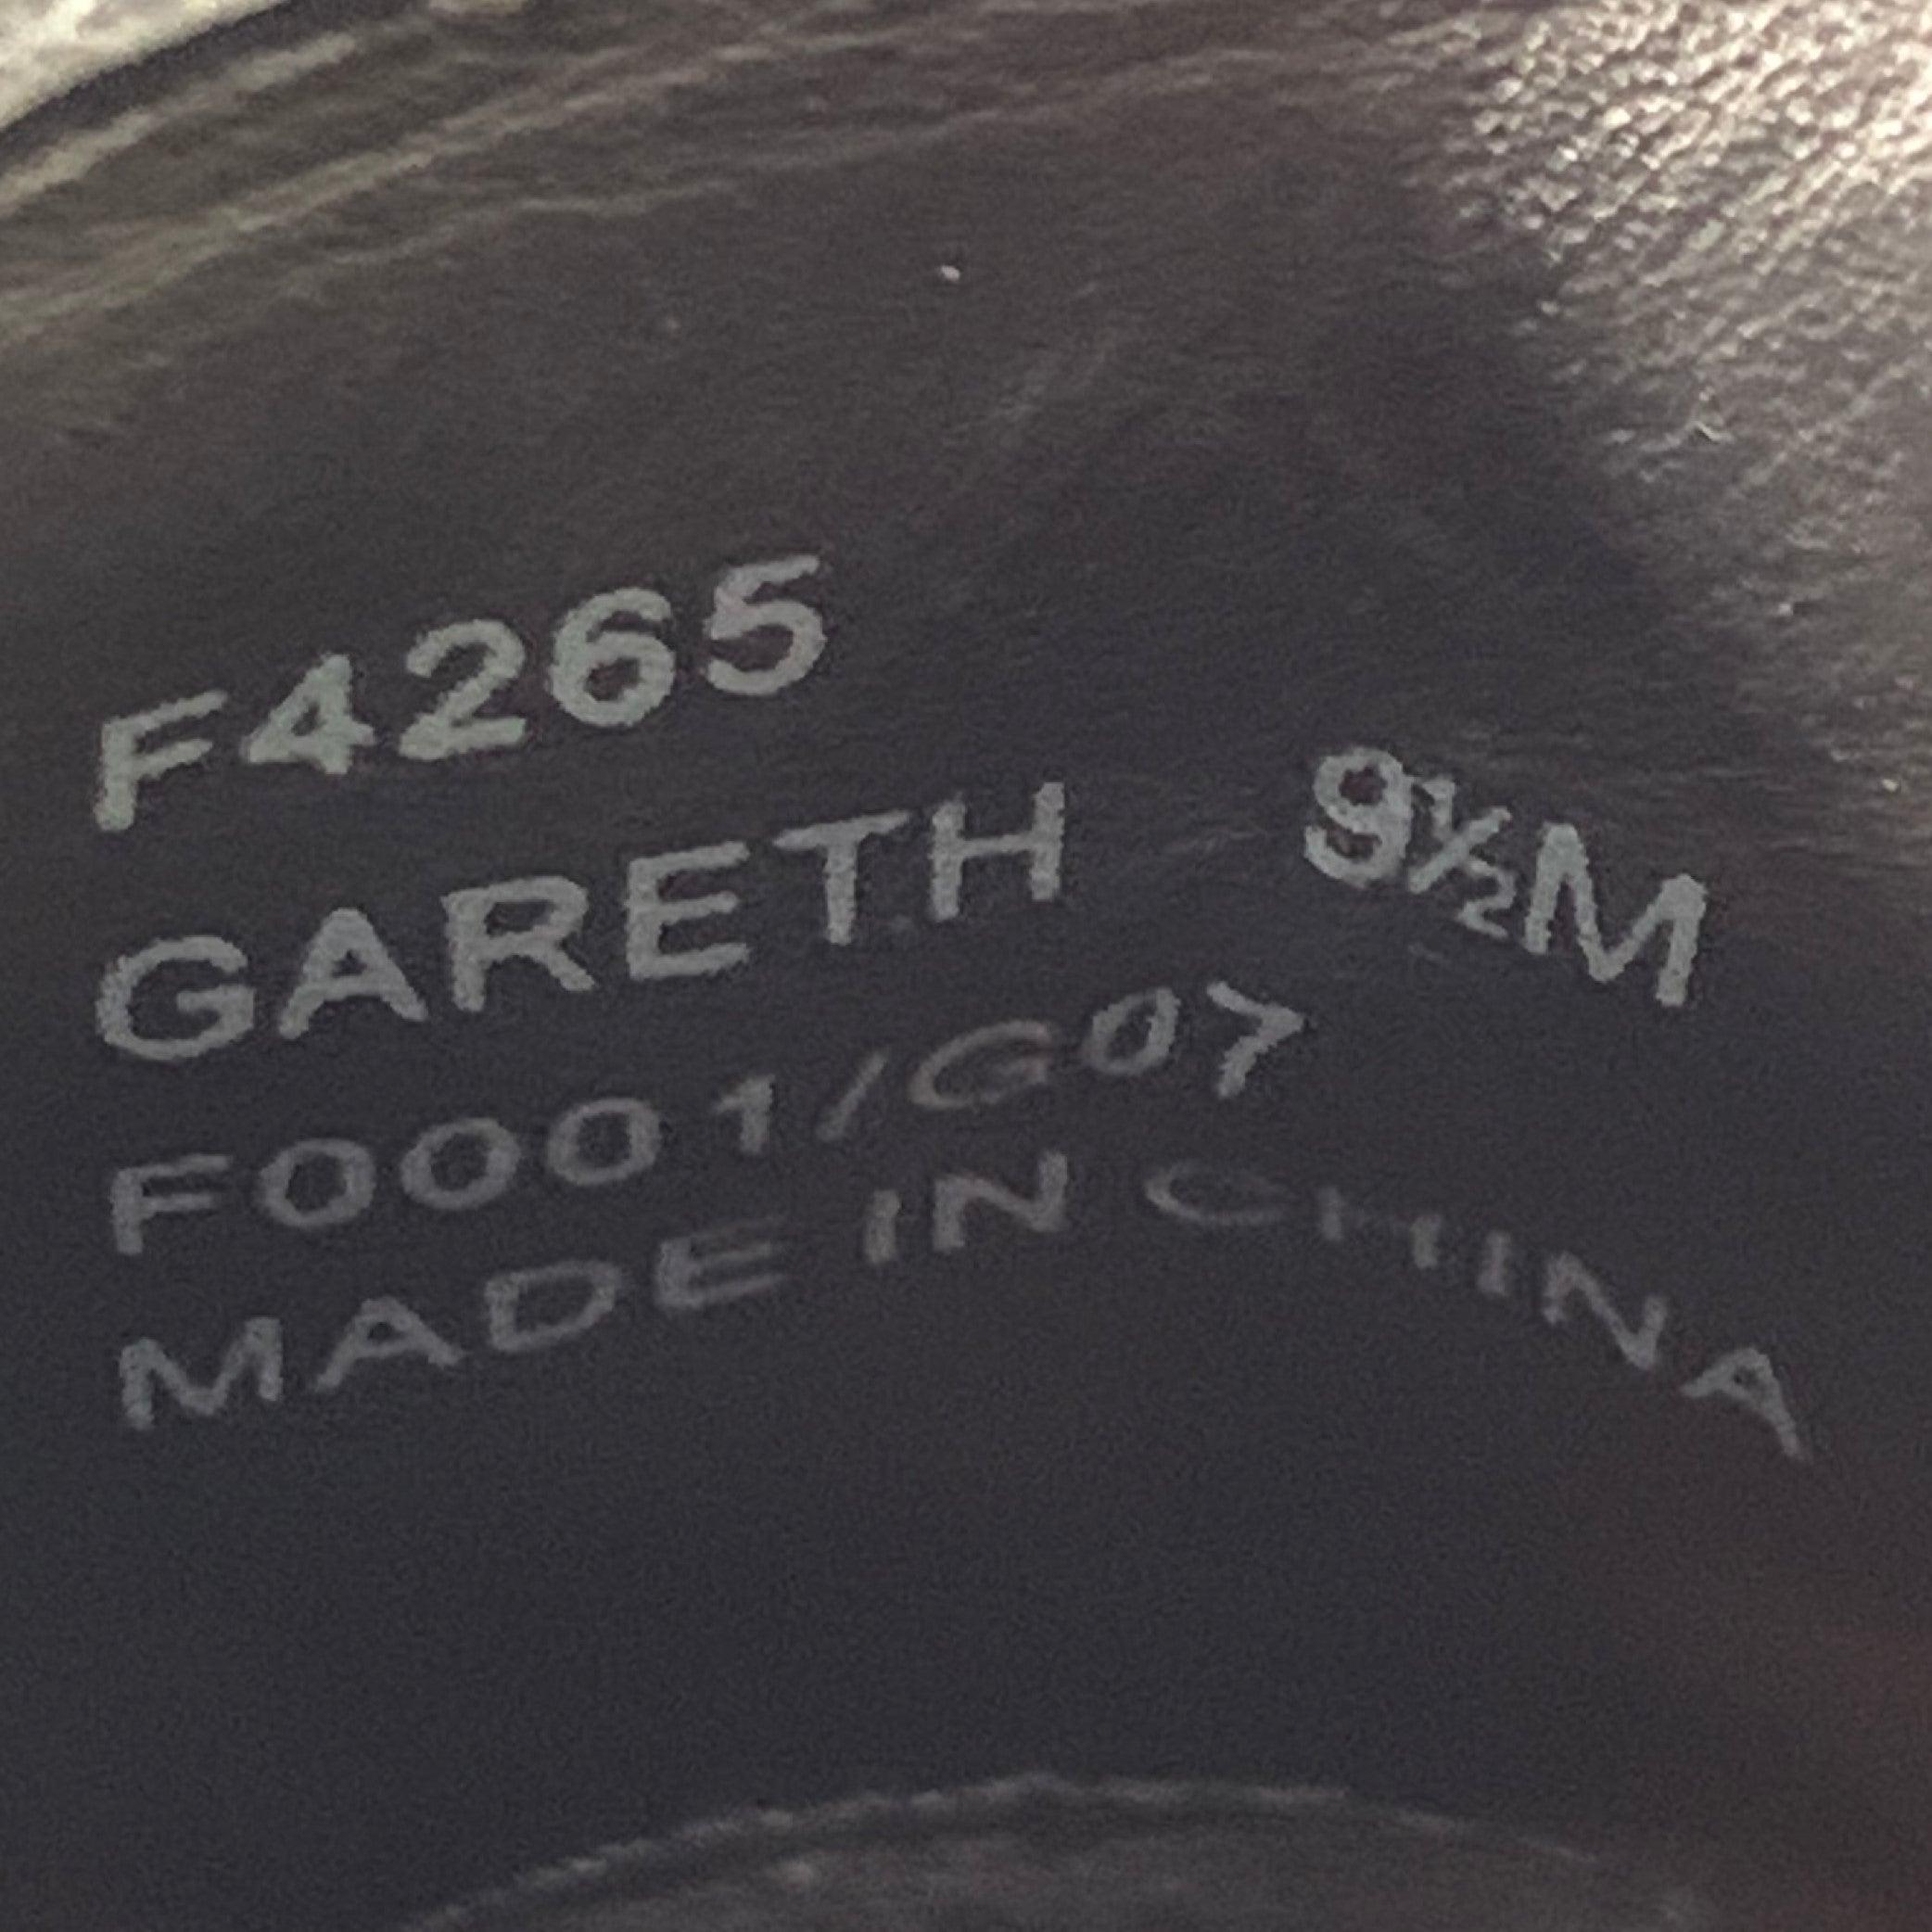 F4265
GARETH 9½M
F0001/G07
MADE IN CHINA